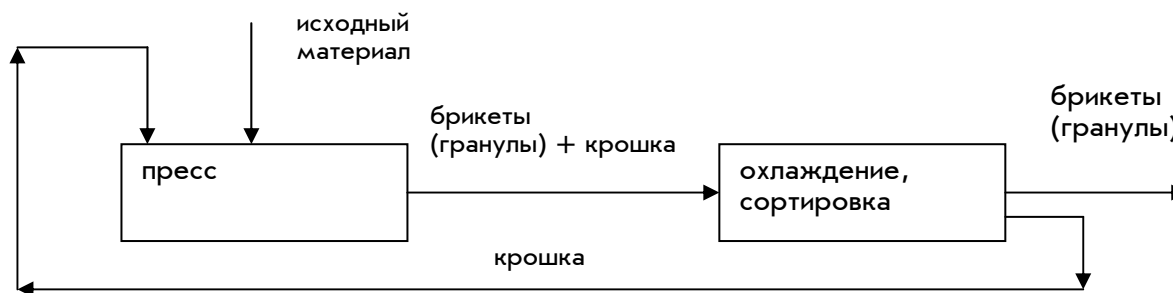 исходный
материал
брикеты
(гранулы) + крошка
брикеты
(гранулы)
пресс
охлаждение,
сортировка
крошка